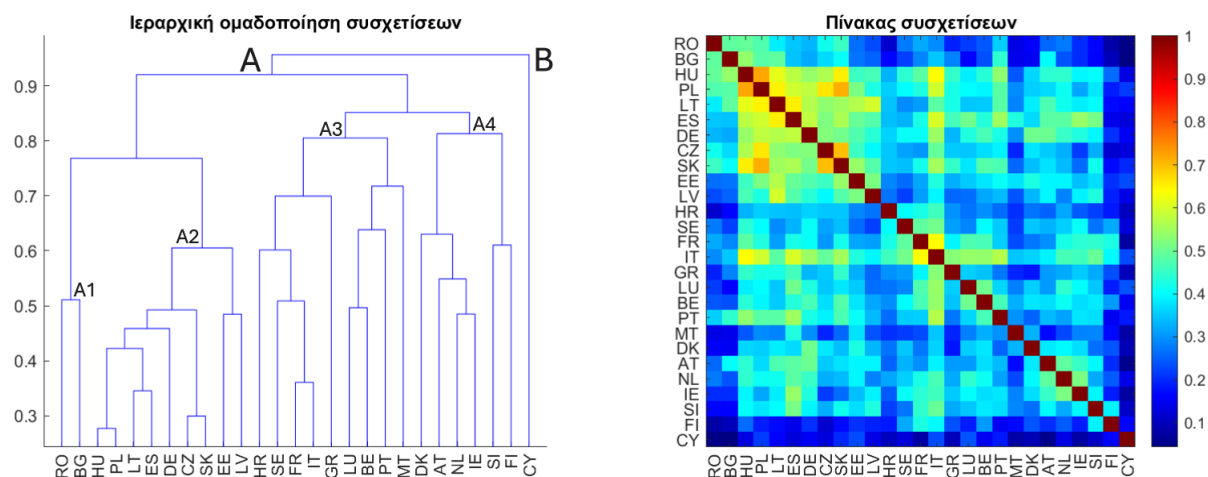 Ιεραρχική ομαδοποίηση συσχετίσεων
A
B
A3
A4
A2
A1
0.9
0.8
0.7
0.6
0.5
0.4
0.3
RO BG HU PL LT ES DE CZ SK EE LV HR SE FR IT GR LU BE PT MT DK AT NL IE SI FI CY
Πίνακας συσχετίσεων
RO
BG
HU
PL
LT
ES
DE
CZ
SK
EE
LV
HR
SE
FR
IT
GR
LU
BE
PT
MT
DK
AT
NL
IE
SI
FI
CY
RO BG HU PL LT ES DE CZ SK EE LV HR SE FR IT GR LU BE PT MT DK AT NL IE SI FI CY
1
0.9
0.8
0.7
0.6
0.5
0.4
0.3
0.2
0.1